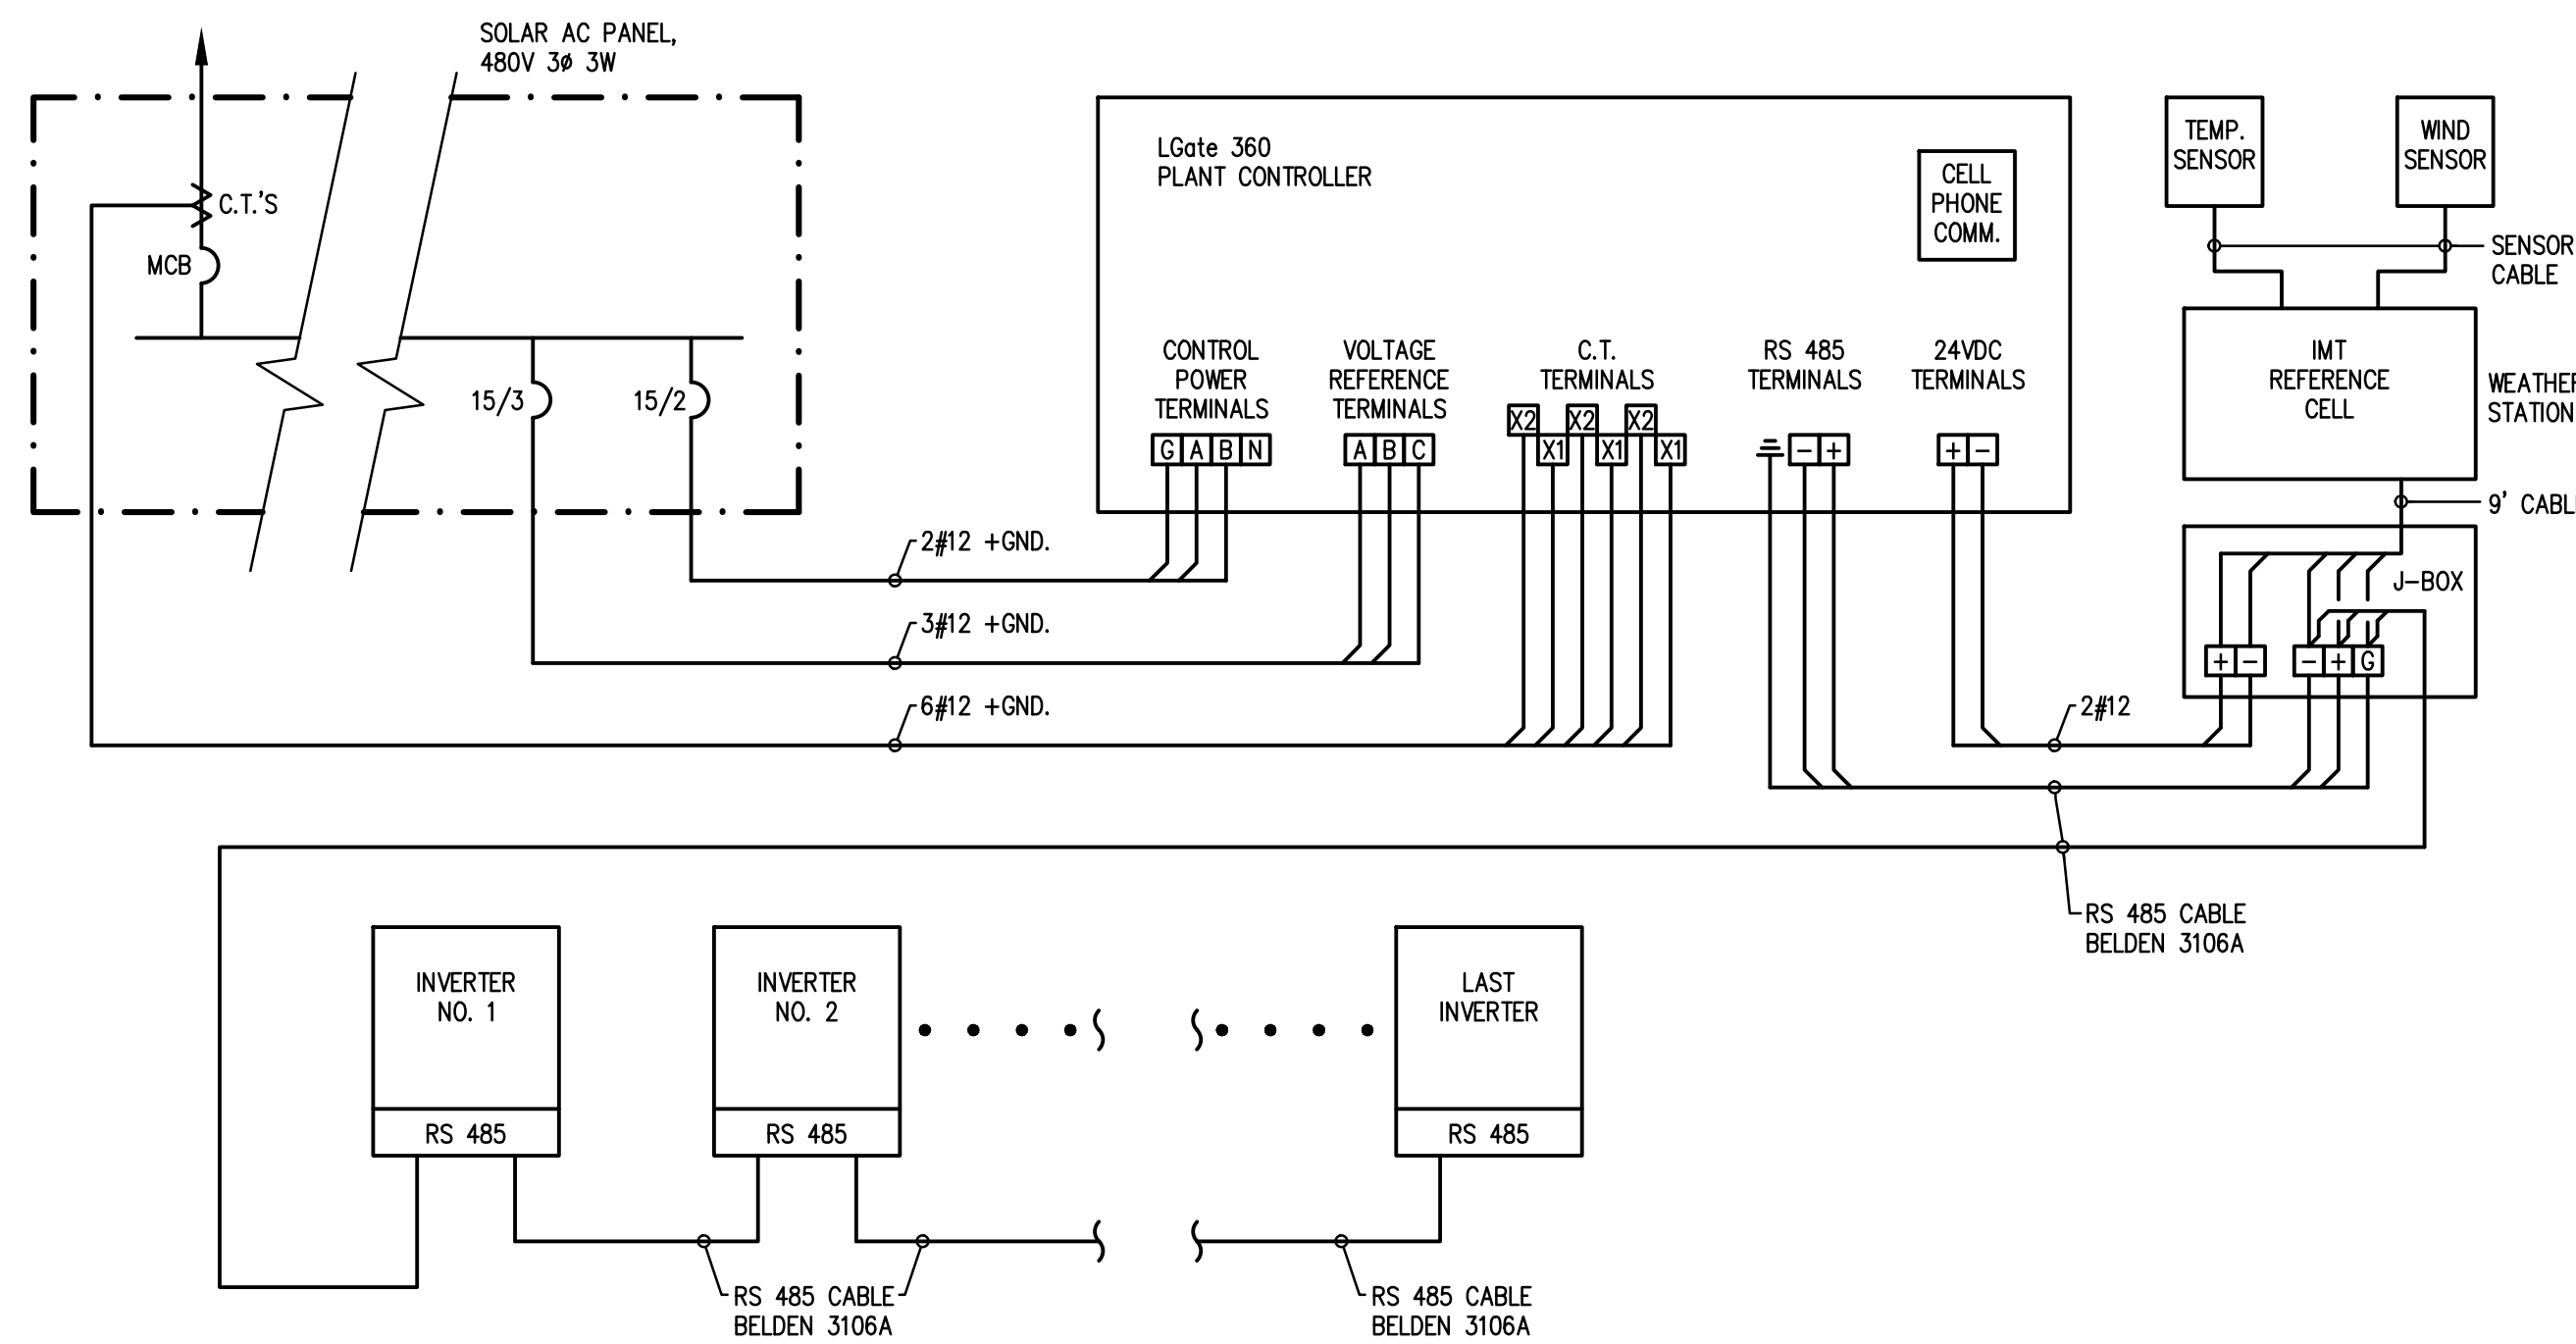 SOLAR AC PANEL,
480V 3ø 3W
C.T.'S
MCB
15/3
15/2
LGate 360
PLANT CONTROLLER
CELL
PHONE
COMM.
CONTROL
POWER
TERMINALS
G A B N
VOLTAGE
REFERENCE
TERMINALS
A B C
C.T.
TERMINALS
X2 X2 X2
X1 X1 X1
RS 485
TERMINALS
- +
24VDC
TERMINALS
+ -
TEMP.
SENSOR
WIND
SENSOR
SENSOR
CABLE
IMT
REFERENCE
CELL
WEATHER
STATION
9' CABL
J-BOX
+ - - + G
2#12 +GND.
3#12 +GND.
6#12 +GND.
2#12
RS 485 CABLE
BELDEN 3106A
INVERTER
NO. 1
RS 485
INVERTER
NO. 2
RS 485
LAST
INVERTER
RS 485
RS 485 CABLE
BELDEN 3106A
RS 485 CABLE
BELDEN 3106A